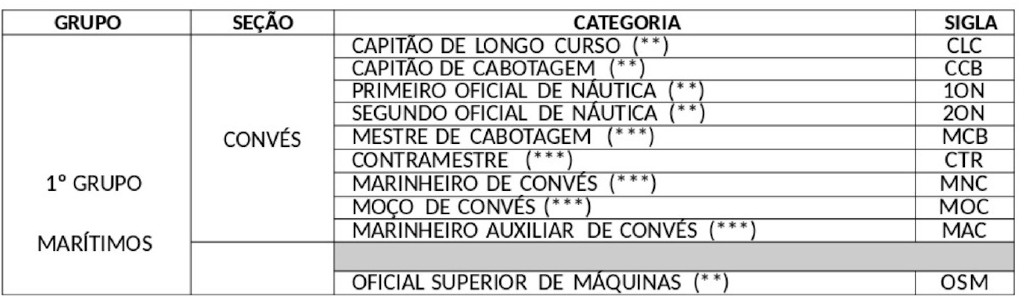 GRUPO SEÇÃO CATEGORIA SIGLA
CAPITÃO DE LONGO CURSO (**) CLC
CAPITÃO DE CABOTAGEM (**) CCB
PRIMEIRO OFICIAL DE NÁUTICA (**) 1ON
SEGUNDO OFICIAL DE NÁUTICA (**) 2ON
CONVÉS MESTRE DE CABOTAGEM (***) MCB
CONTRAMESTRE (***) CTR
1º GRUPO MARINHEIRO DE CONVÉS (***) MNC
MOÇO DE CONVÉS (***) MOC
MARÍTIMOS MARINHEIRO AUXILIAR DE CONVÉS (***) MAC
OFICIAL SUPERIOR DE MÁQUINAS (**) OSM